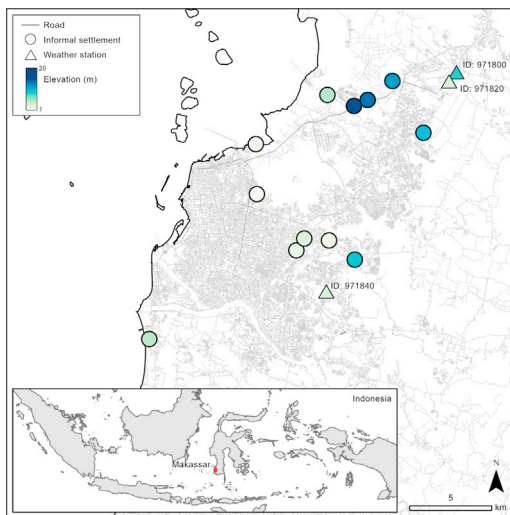 Road
Informal settlement
Weather station
Elevation (m)
20
1
ID: 971800
ID: 971820
ID: 971840
Indonesia
Makassar
N
5
km